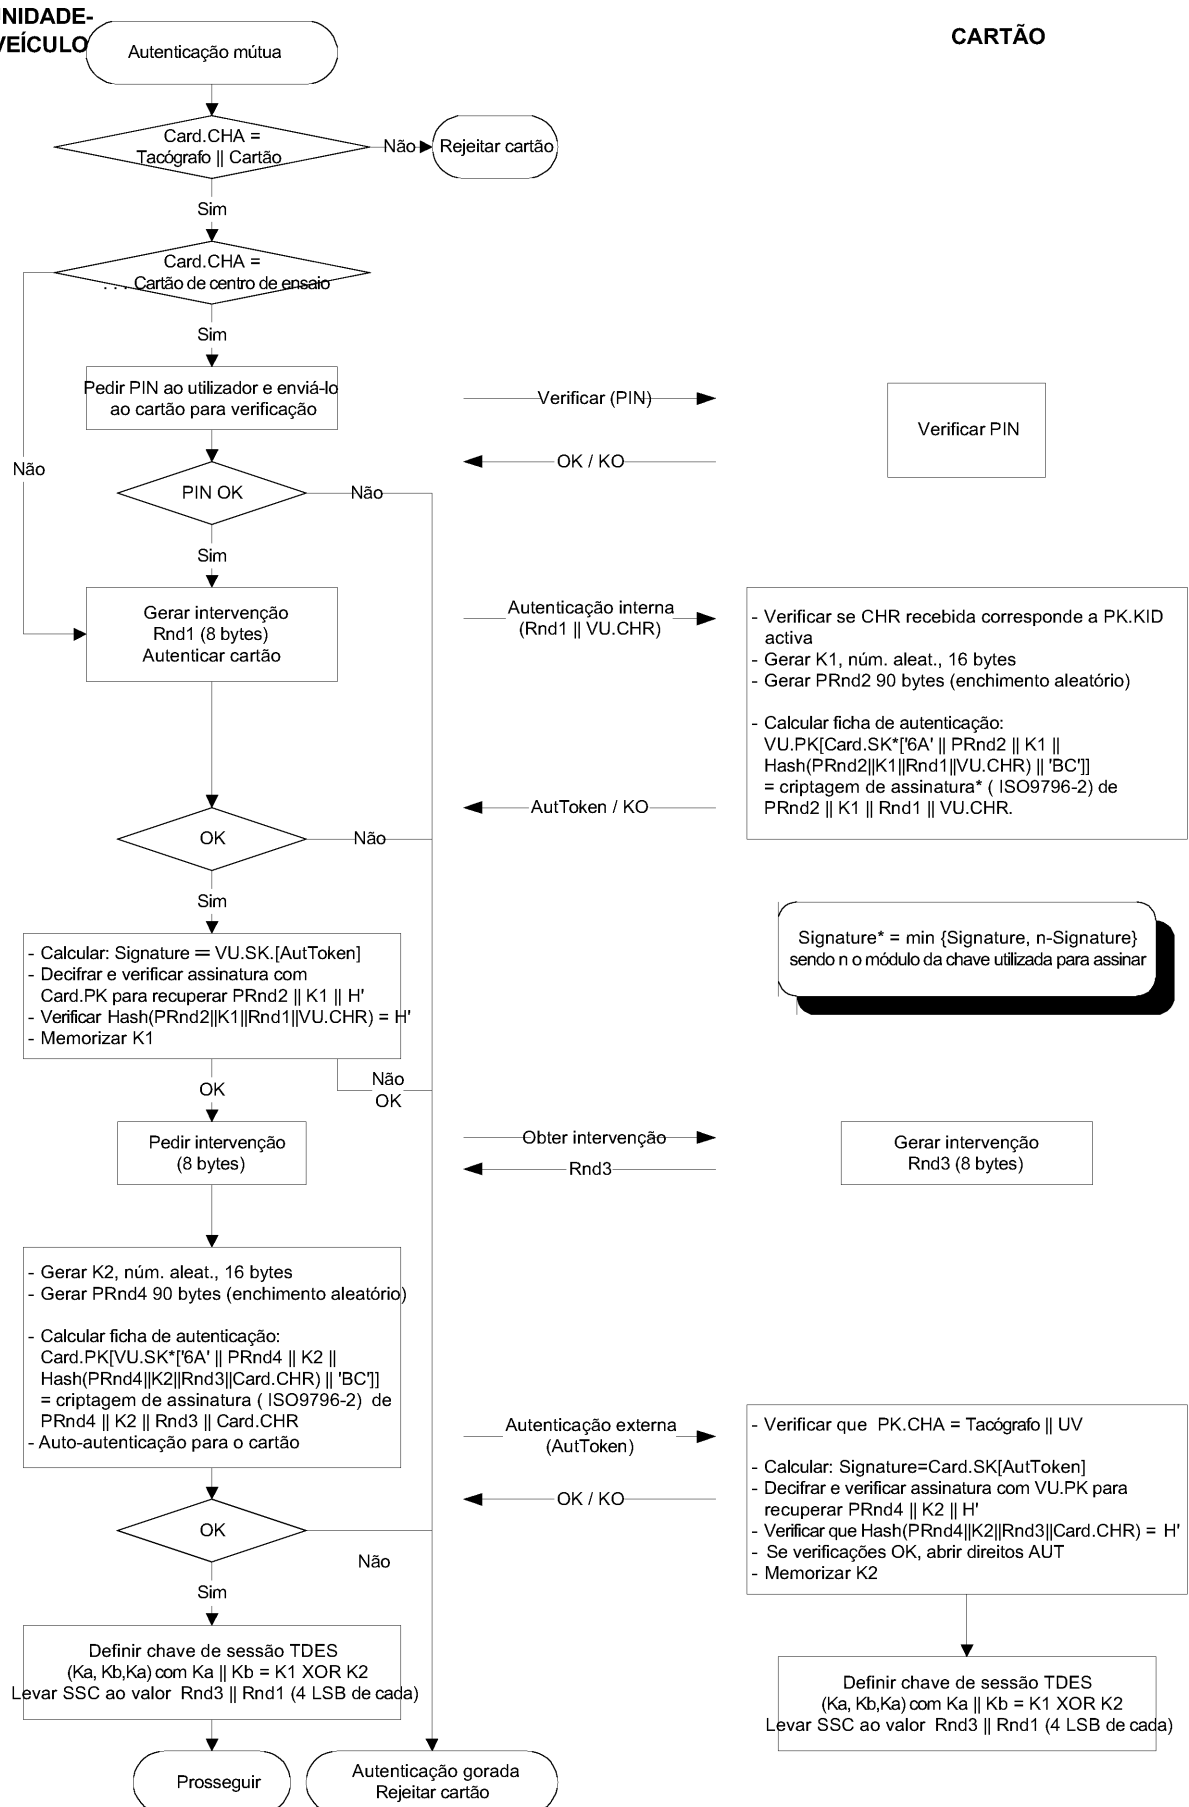 UNIDADE-
VEÍCULO
CARTÃO
Autenticação mútua
Card.CHA =
Tacógrafo || Cartão
Não
Rejeitar cartão
Sim
Card.CHA =
. . . Cartão de centro de ensaio
Sim
Pedir PIN ao utilizador e enviá-lo
ao cartão para verificação
Verificar (PIN)
Verificar PIN
Não
OK / KO
PIN OK
Não
Sim
Gerar intervenção
Rnd1 (8 bytes)
Autenticar cartão
Autenticação interna
(Rnd1 || VU.CHR)
- Verificar se CHR recebida corresponde a PK.KID
activa
- Gerar K1, núm. aleat., 16 bytes
- Gerar PRnd2 90 bytes (enchimento aleatório)
- Calcular ficha de autenticação:
VU.PK[Card.SK*['6A' || PRnd2 || K1 ||
Hash(PRnd2||K1||Rnd1||VU.CHR) || 'BC']]
= criptagem de assinatura* ( ISO9796-2) de
PRnd2 || K1 || Rnd1 || VU.CHR.
AutToken / KO
OK
Não
Sim
- Calcular: Signature = VU.SK.[AutToken]
- Decifrar e verificar assinatura com
Card.PK para recuperar PRnd2 || K1 || H'
- Verificar Hash(PRnd2||K1||Rnd1||VU.CHR) = H'
- Memorizar K1
Signature* = min {Signature, n-Signature}
sendo n o módulo da chave utilizada para assinar
OK
Não
OK
Pedir intervenção
(8 bytes)
Obter intervenção
Rnd3
Gerar intervenção
Rnd3 (8 bytes)
- Gerar K2, núm. aleat., 16 bytes
- Gerar PRnd4 90 bytes (enchimento aleatório)
- Calcular ficha de autenticação:
Card.PK[VU.SK*['6A' || PRnd4 || K2 ||
Hash(PRnd4||K2||Rnd3||Card.CHR) || 'BC']]
= criptagem de assinatura ( ISO9796-2) de
PRnd4 || K2 || Rnd3 || Card.CHR
- Auto-autenticação para o cartão
Autenticação externa
(AutToken)
- Verificar que PK.CHA = Tacógrafo || UV
- Calcular: Signature=Card.SK[AutToken]
- Decifrar e verificar assinatura com VU.PK para
recuperar PRnd4 || K2 || H'
- Verificar que Hash(PRnd4||K2||Rnd3||Card.CHR) = H'
- Se verificações OK, abrir direitos AUT
- Memorizar K2
OK / KO
OK
Não
Sim
Definir chave de sessão TDES
(Ka, Kb,Ka) com Ka || Kb = K1 XOR K2
Levar SSC ao valor Rnd3 || Rnd1 (4 LSB de cada)
Definir chave de sessão TDES
(Ka, Kb,Ka) com Ka || Kb = K1 XOR K2
Levar SSC ao valor Rnd3 || Rnd1 (4 LSB de cada)
Prosseguir
Autenticação gorada
Rejeitar cartão